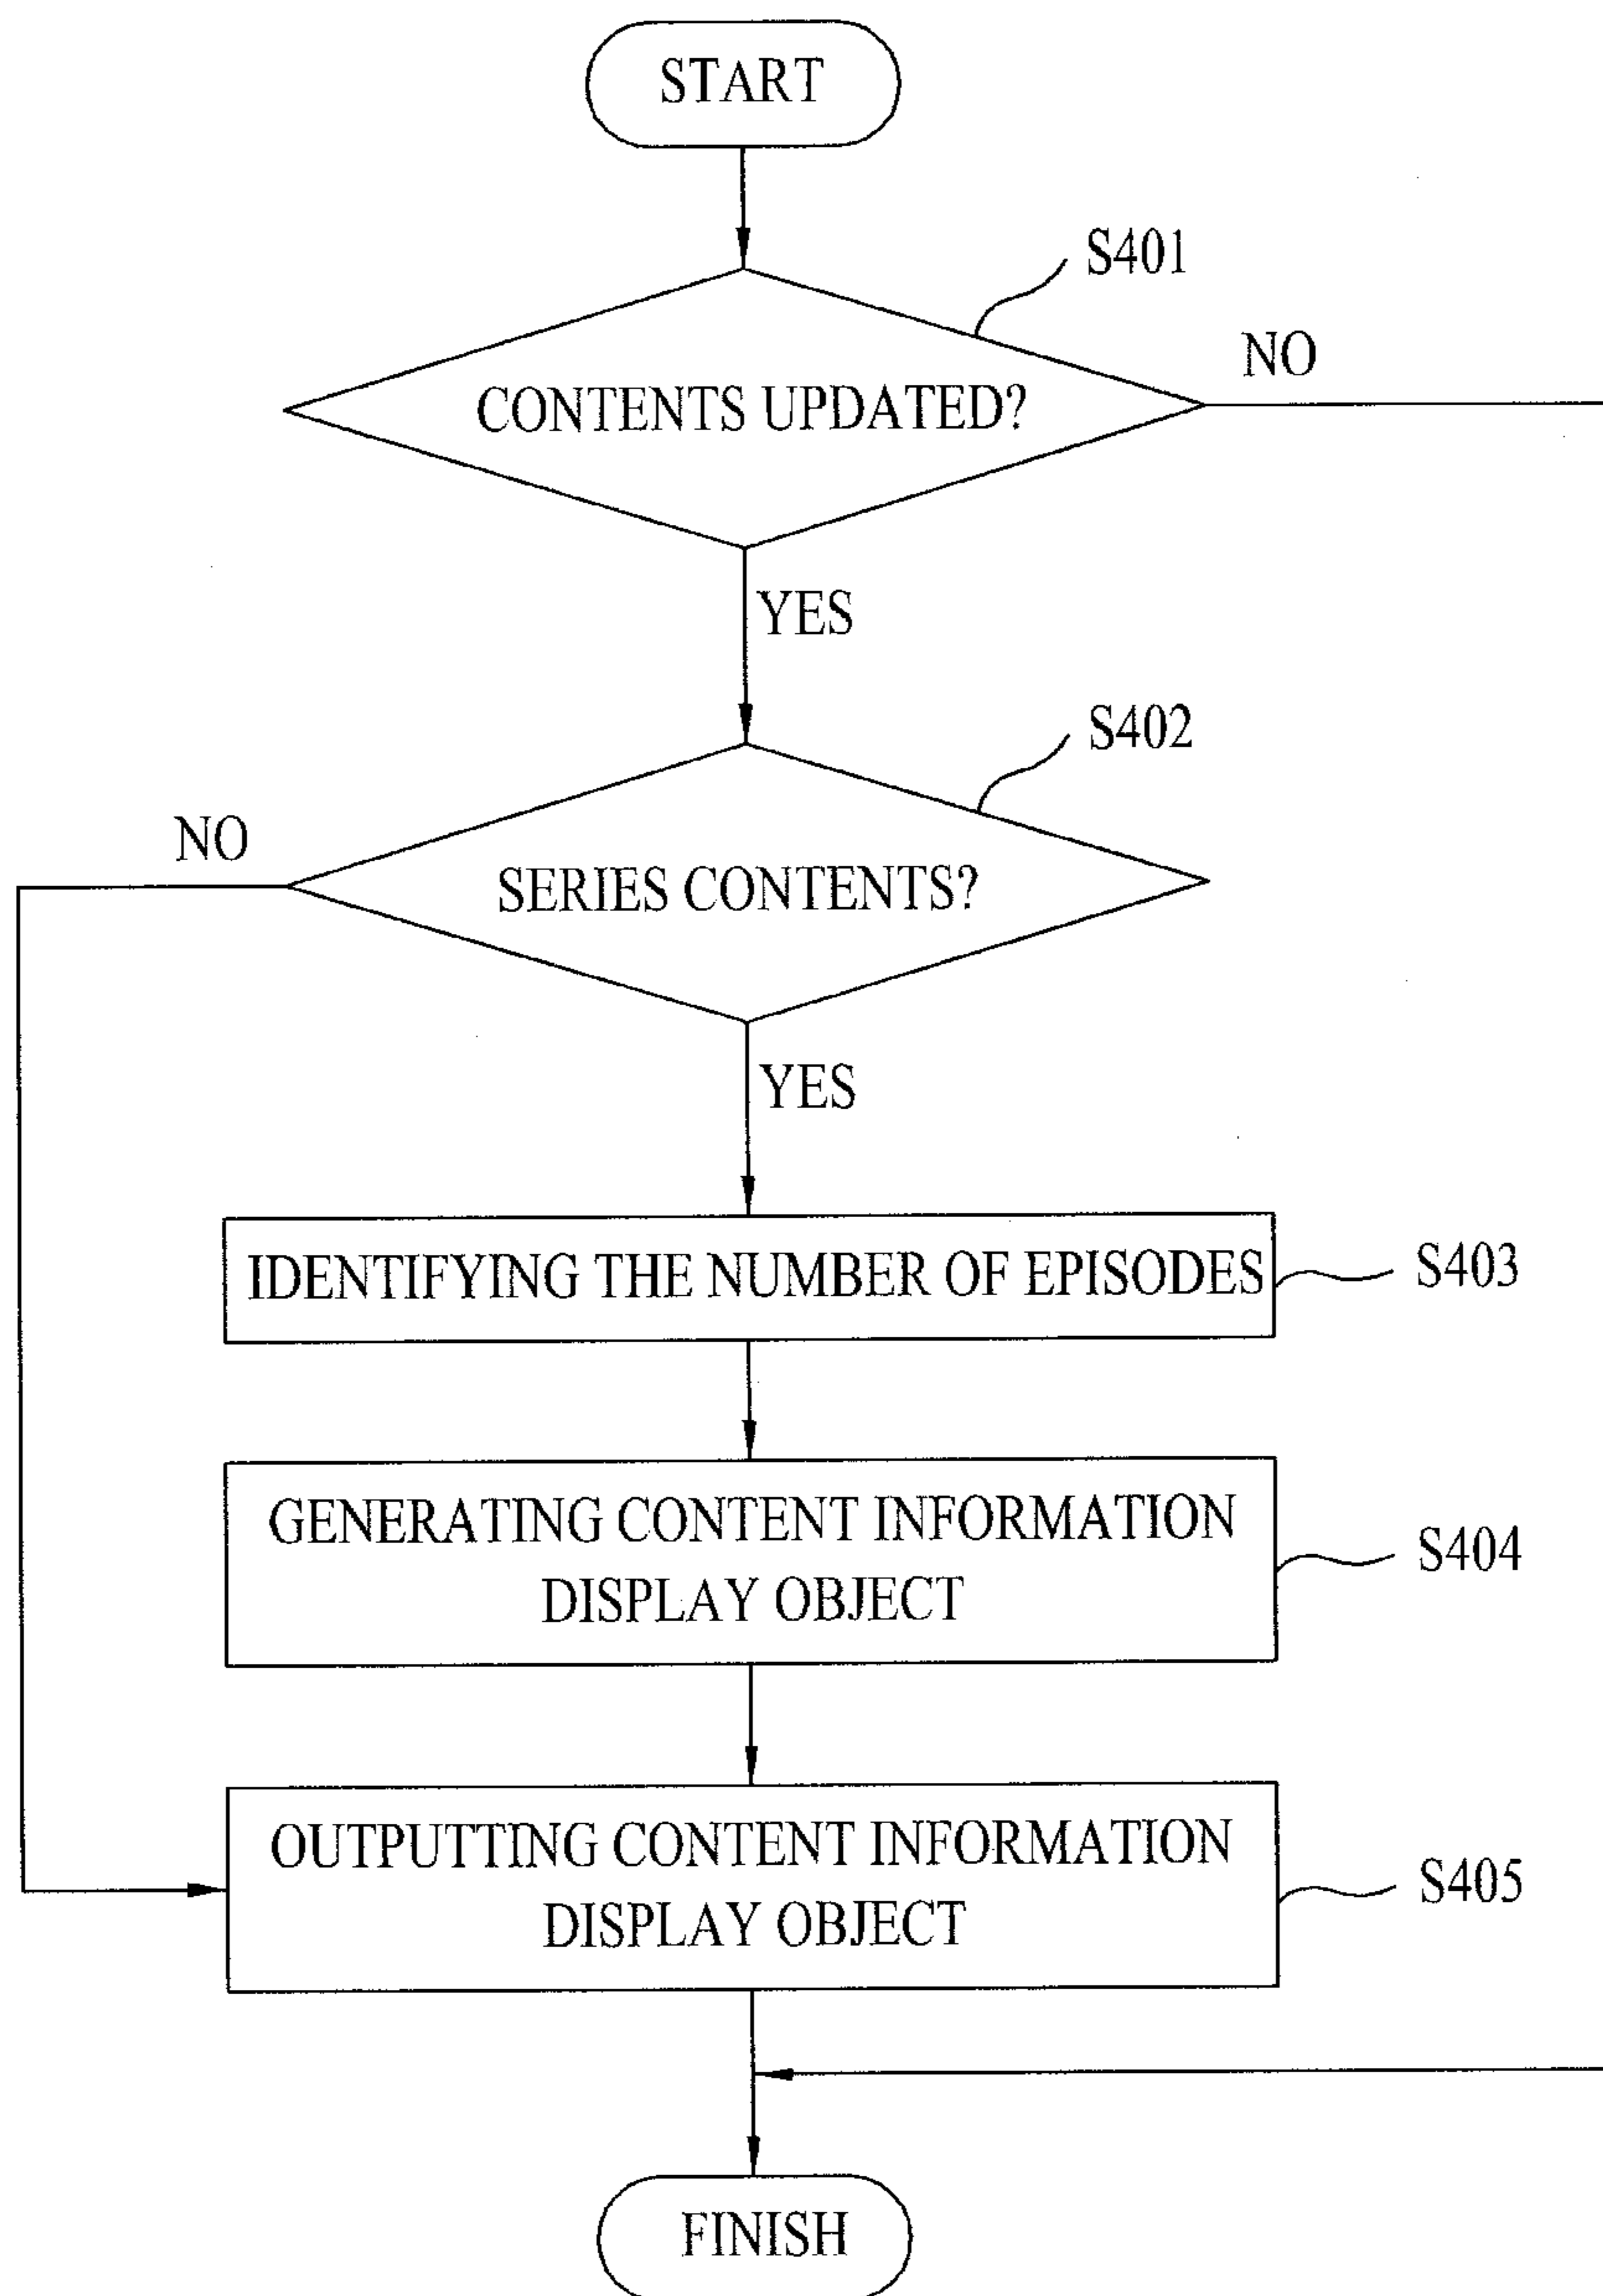 START
S401
NO
CONTENTS UPDATED?
YES
S402
NO
SERIES CONTENTS?
YES
IDENTIFYING THE NUMBER OF EPISODES
S403
GENERATING CONTENT INFORMATION
DISPLAY OBJECT
S404
OUTPUTTING CONTENT INFORMATION
DISPLAY OBJECT
S405
FINISH